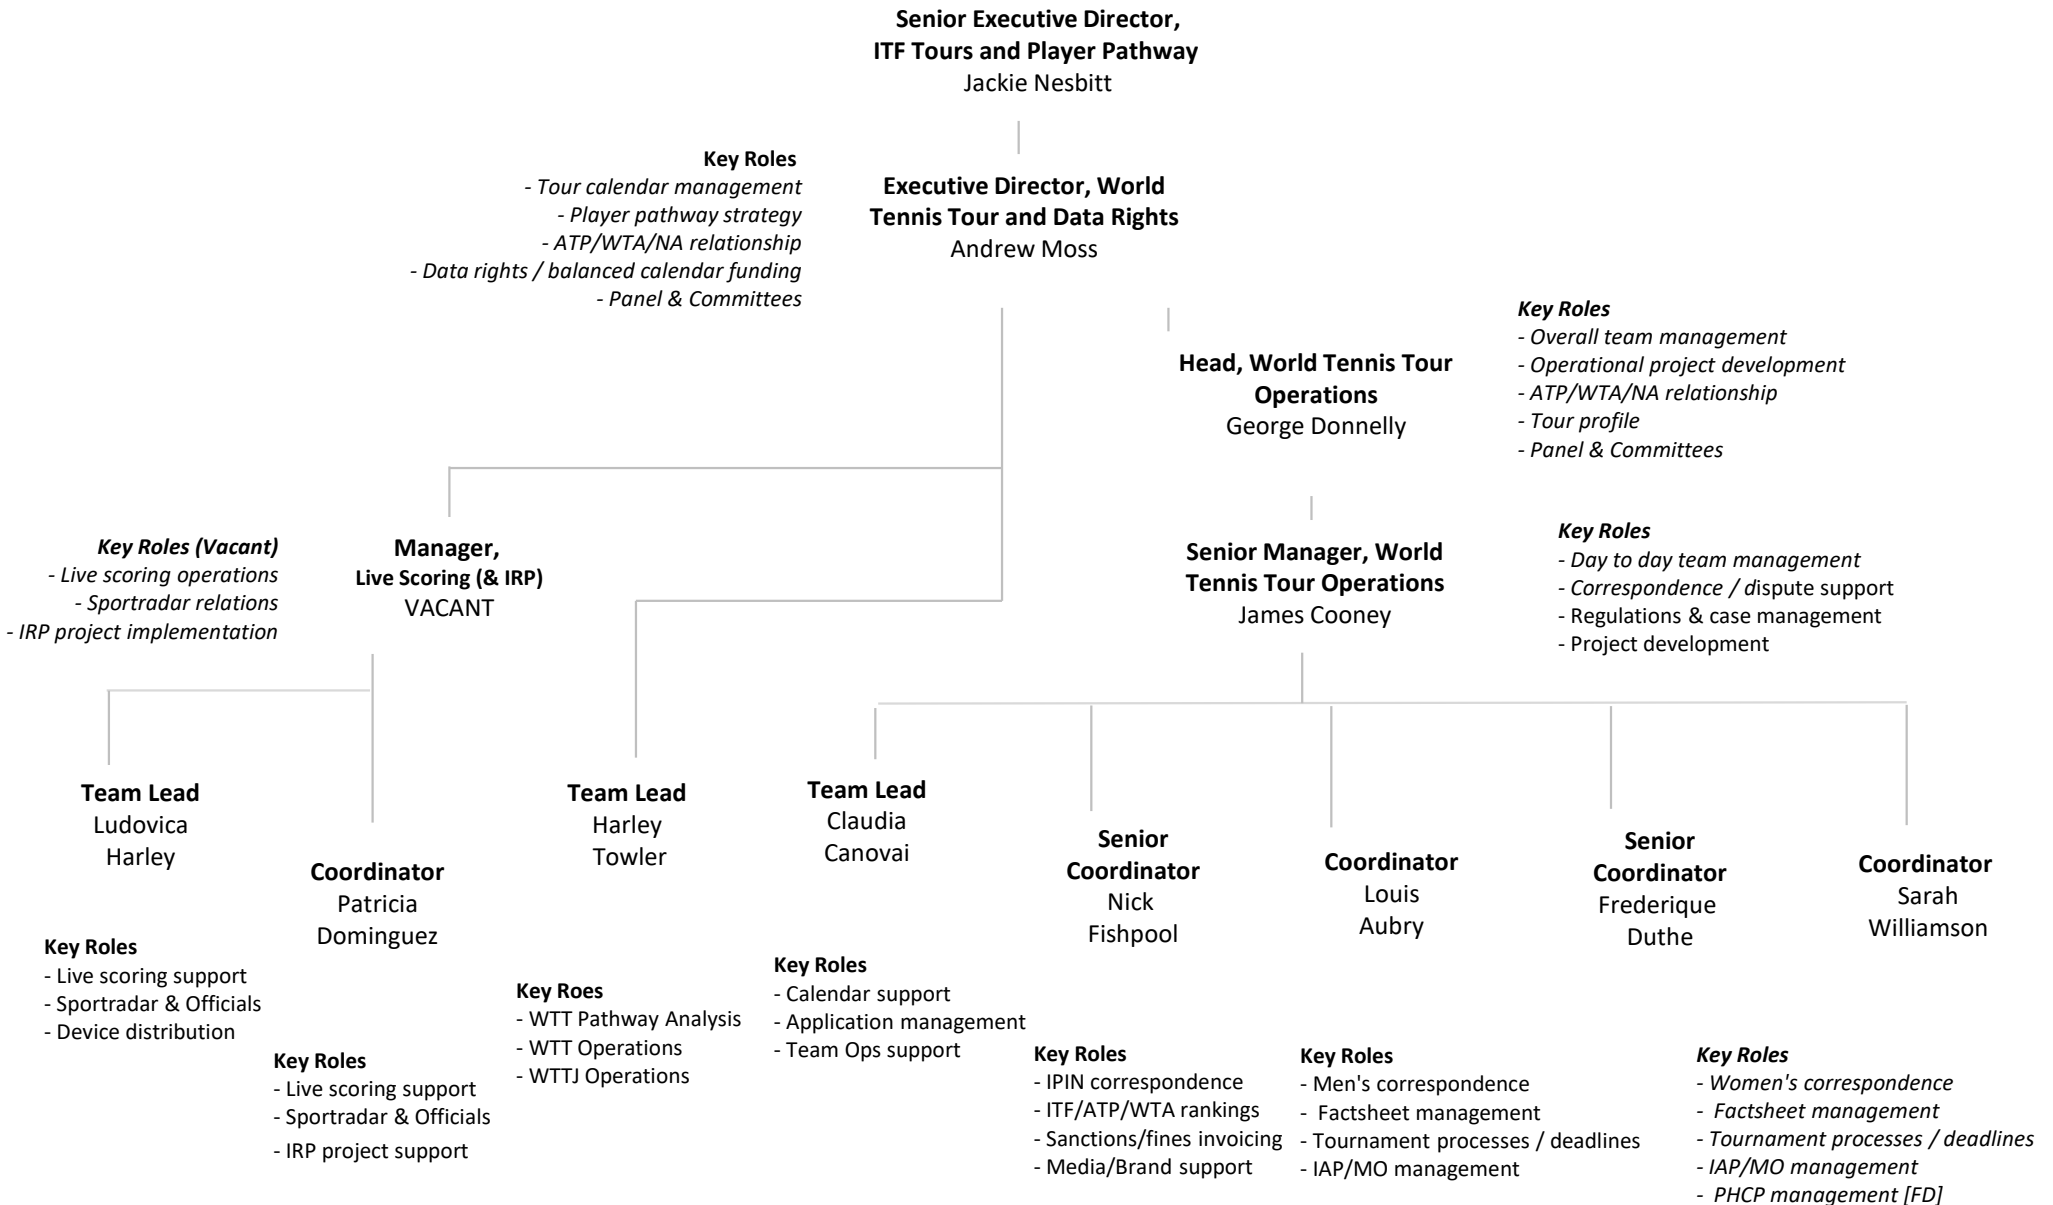 Senior Executive Director,
ITF Tours and Player Pathway
Jackie Nesbitt
Key Roles
- Tour calendar management
- Player pathway strategy
- ATP/WTA/NA relationship
- Data rights / balanced calendar funding
- Panel & Committees
Executive Director, World
Tennis Tour and Data Rights
Andrew Moss
Head, World Tennis Tour
Operations
George Donnelly
Key Roles
- Overall team management
- Operational project development
- ATP/WTA/NA relationship
- Tour profile
- Panel & Committees
Key Roles (Vacant)
- Live scoring operations
- Sportradar relations
- IRP project implementation
Manager,
Live Scoring (& IRP)
VACANT
Senior Manager, World
Tennis Tour Operations
James Cooney
Key Roles
- Day to day team management
- Correspondence / dispute support
- Regulations & case management
- Project development
Team Lead
Ludovica
Harley
Key Roles
- Live scoring support
- Sportradar & Officials
- Device distribution
Coordinator
Patricia
Dominguez
Key Roles
- Live scoring support
- Sportradar & Officials
- IRP project support
Team Lead
Harley
Towler
Key Roes
- WTT Pathway Analysis
- WTT Operations
- WTTJ Operations
Team Lead
Claudia
Canovai
Key Roles
- Calendar support
- Application management
- Team Ops support
Senior
Coordinator
Nick
Fishpool
Key Roles
- IPIN correspondence
- ITF/ATP/WTA rankings
- Sanctions/fines invoicing
- Media/Brand support
Coordinator
Louis
Aubry
Key Roles
- Men's correspondence
- Factsheet management
- Tournament processes / deadlines
- IAP/MO management
Senior
Coordinator
Frederique
Duthe
Coordinator
Sarah
Williamson
Key Roles
- Women's correspondence
- Factsheet management
- Tournament processes / deadlines
- IAP/MO management
- PHCP management [FD]